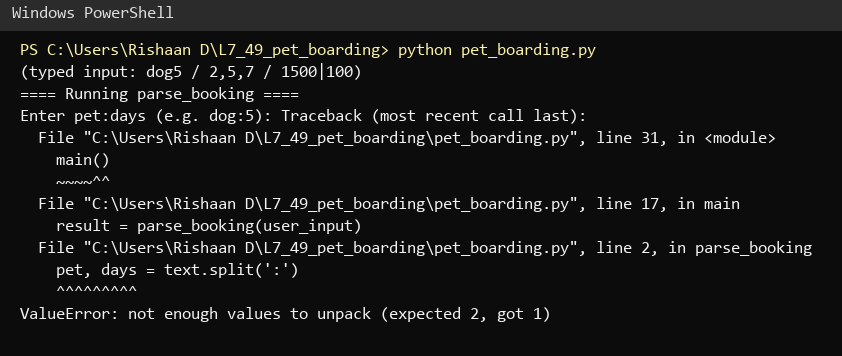 Windows PowerShell
PS C:\Users\Rishaan D\L7_49_pet_boarding> python pet_boarding.py
(typed input: dog5 / 2,5,7 / 1500|100)
==== Running parse_booking ====
Enter pet:days (e.g. dog:5): Traceback (most recent call last):
  File "C:\Users\Rishaan D\L7_49_pet_boarding\pet_boarding.py", line 31, in <module>
    main()
    ~~~~^^
  File "C:\Users\Rishaan D\L7_49_pet_boarding\pet_boarding.py", line 17, in main
    result = parse_booking(user_input)
  File "C:\Users\Rishaan D\L7_49_pet_boarding\pet_boarding.py", line 2, in parse_booking
    pet, days = text.split(':')
    ^^^^^^^^^
ValueError: not enough values to unpack (expected 2, got 1)